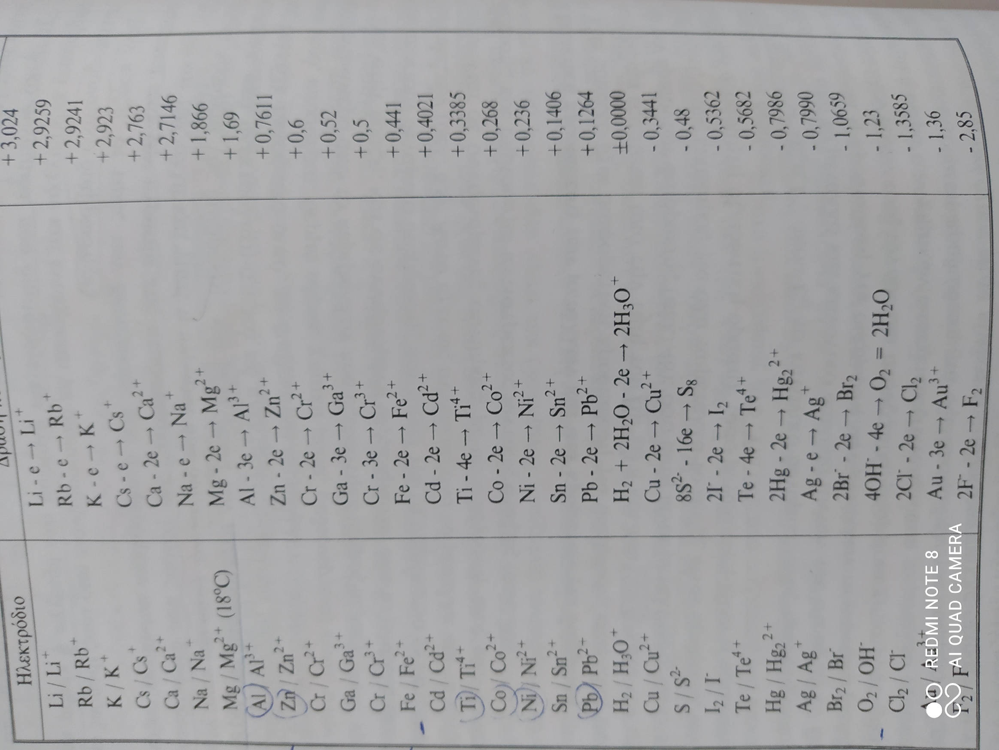 Ηλεκτρόδιο
+ 3,024
Li / Li⁺ Li - e → Li⁺ + 2,9259
Rb / Rb⁺ Rb - e → Rb⁺ + 2,9241
K / K⁺ K - e → K⁺ + 2,923
Cs / Cs⁺ Cs - e → Cs⁺ + 2,763
Ca / Ca²⁺ Ca - 2e → Ca²⁺ + 2,7146
Na / Na⁺ Na - e → Na⁺ + 1,866
Mg / Mg²⁺ (18°C) Mg - 2e → Mg²⁺ + 1,69
Al / Al³⁺ Al - 3e → Al³⁺ + 0,7611
Zn / Zn²⁺ Zn - 2e → Zn²⁺ + 0,6
Cr / Cr²⁺ Cr - 2e → Cr²⁺ + 0,52
Ga / Ga³⁺ Ga - 3e → Ga³⁺ + 0,5
Cr / Cr³⁺ Cr - 3e → Cr³⁺ + 0,441
Fe / Fe²⁺ Fe - 2e → Fe²⁺ + 0,4021
Cd / Cd²⁺ Cd - 2e → Cd²⁺ + 0,3385
Ti / Ti⁴⁺ Ti - 4e → Ti⁴⁺ + 0,268
Co / Co²⁺ Co - 2e → Co²⁺ + 0,236
Ni / Ni²⁺ Ni - 2e → Ni²⁺ + 0,1406
Sn / Sn²⁺ Sn - 2e → Sn²⁺ + 0,1264
Pb / Pb²⁺ Pb - 2e → Pb²⁺ ±0,0000
H₂ / H₃O⁺ H₂ + 2H₂O - 2e → 2H₃O⁺ - 0,3441
Cu / Cu²⁺ Cu - 2e → Cu²⁺ - 0,48
S / S²⁻ 8S²⁻ - 16e → S₈ - 0,5362
I₂ / I⁻ 2I⁻ - 2e → I₂ - 0,5682
Te / Te⁴⁺ Te - 4e → Te⁴⁺ - 0,7986
Hg / Hg₂²⁺ 2Hg - 2e → Hg₂²⁺ - 0,7990
Ag / Ag⁺ Ag - e → Ag⁺ - 1,0659
Br₂ / Br⁻ 2Br⁻ - 2e → Br₂ - 1,23
O₂ / OH⁻ 4OH⁻ - 4e → O₂ = 2H₂O - 1,3585
Cl₂ / Cl⁻ 2Cl⁻ - 2e → Cl₂ - 1,36
Au / Au³⁺ Au - 3e → Au³⁺ - 2,85
F₂ / F⁻ 2F⁻ - 2e → F₂
REDMI NOTE 8
AI QUAD CAMERA